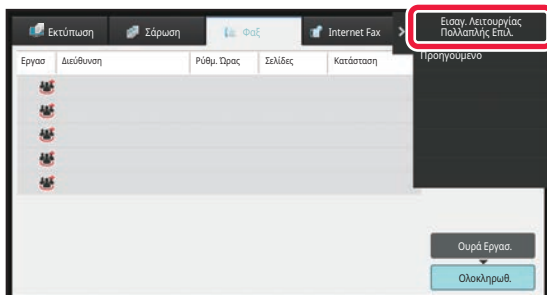 Εκτύπωση Σάρωση Φαξ Internet Fax
Εισαγ. Λειτουργίας
Πολλαπλής Επιλ.
Εργασ Διεύθυνση Ρύθμ. Ώρας Σελίδες Κατάσταση
Προηγούμενο
Ουρά Εργασ.
Ολοκληρωθ.